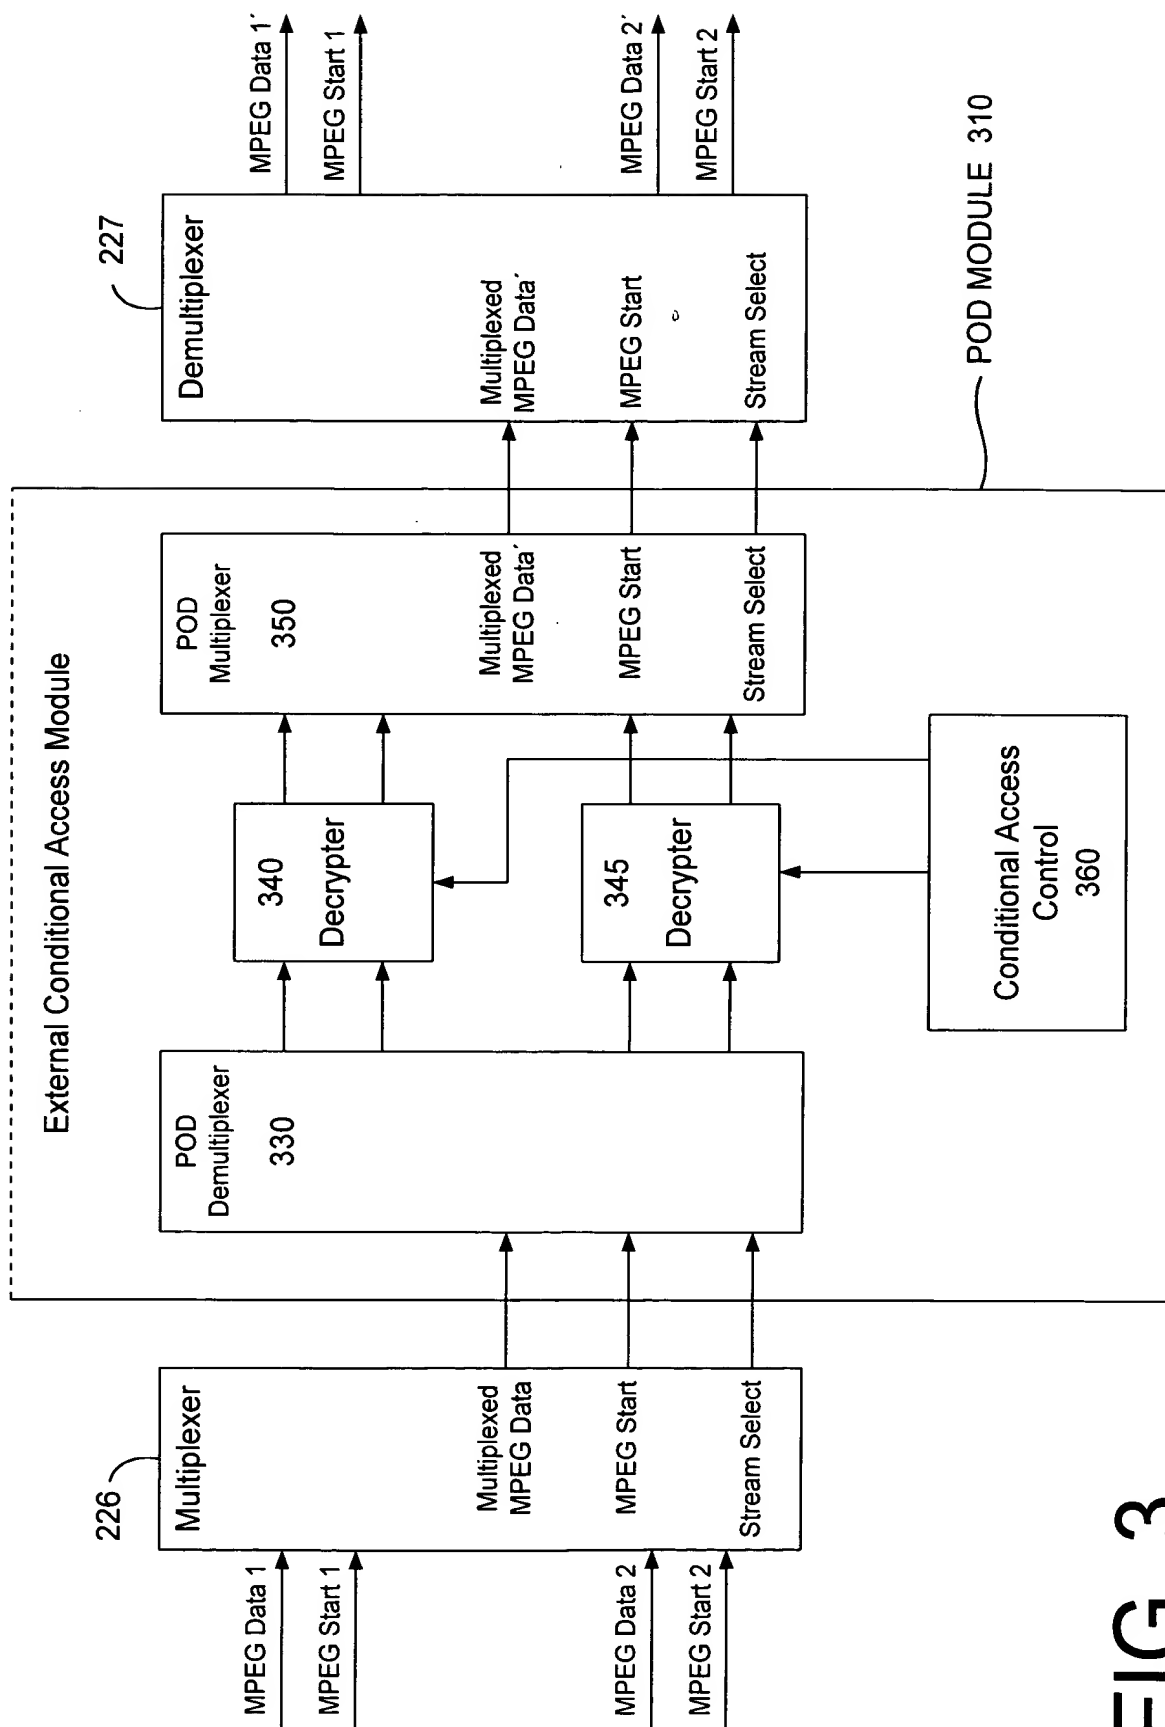 External Conditional Access Module
226
Multiplexer
MPEG Data 1
MPEG Start 1
MPEG Data 2
MPEG Start 2
Multiplexed
MPEG Data
MPEG Start
Stream Select
POD
Demultiplexer
330
340
Decrypter
345
Decrypter
Conditional Access
Control
360
POD
Multiplexer
350
Multiplexed
MPEG Data´
MPEG Start
Stream Select
227
Demultiplexer
Multiplexed
MPEG Data´
MPEG Start
Stream Select
MPEG Data 1´
MPEG Start 1
MPEG Data 2´
MPEG Start 2
POD MODULE 310
FIG. 3